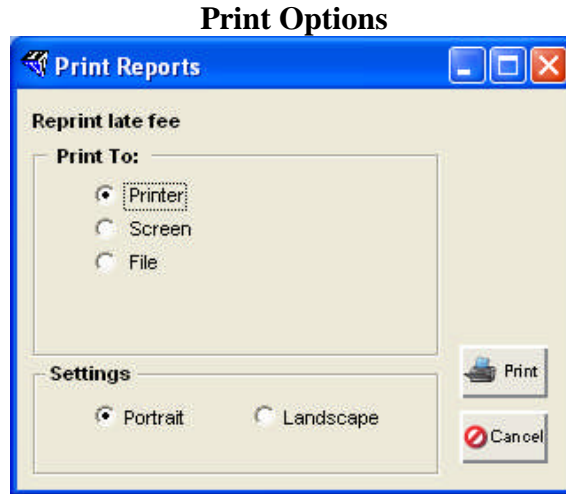 Print Options
Print Reports
Reprint late fee
Print To:
Printer
Screen
File
Settings
Portrait Landscape
Print
Cancel